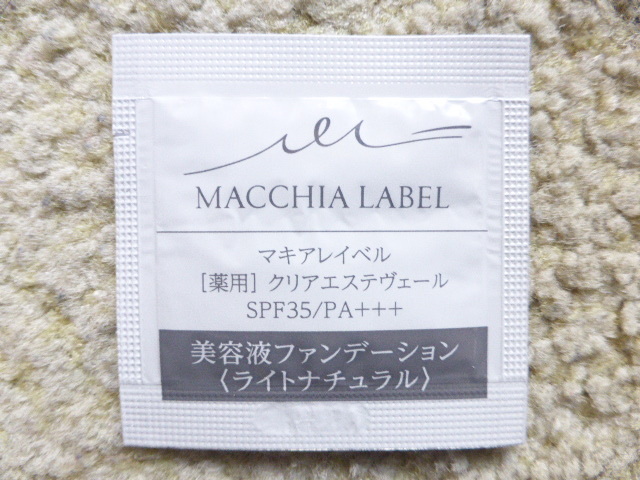 MACCHIA LABEL
マキアレイベル
［薬用］クリアエステヴェール
SPF35/PA+++
美容液ファンデーション
〈ライトナチュラル〉